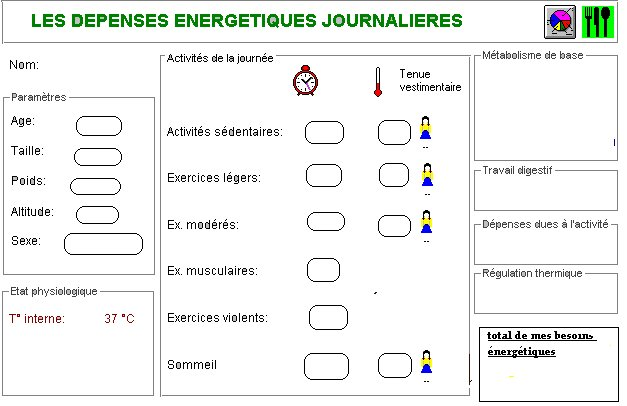 LES DEPENSES ENERGETIQUES JOURNALIERES
Nom:
Paramètres
Age:
Taille:
Poids:
Altitude:
Sexe:
Etat physiologique
T° interne: 37 °C
Activités de la journée
Tenue
vestimentaire
Activités sédentaires:
Exercices légers:
Ex. modérés:
Ex. musculaires:
Exercices violents:
Sommeil
Métabolisme de base
Travail digestif
Dépenses dues à l'activité
Régulation thermique
total de mes besoins
énergétiques